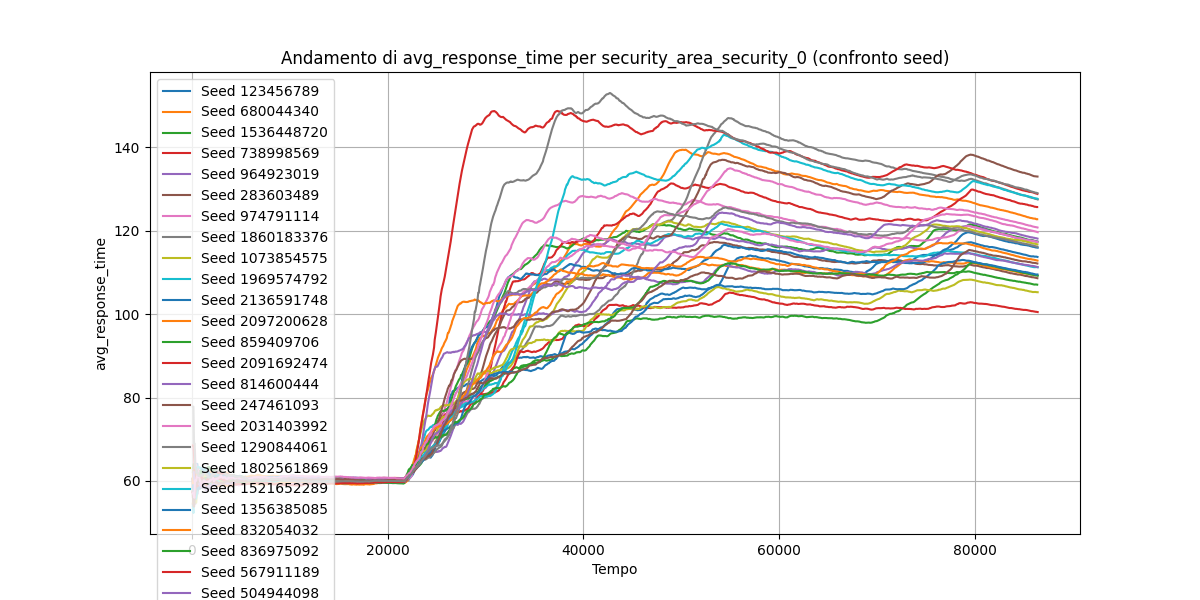 Andamento di avg_response_time per security_area_security_0 (confronto seed)
avg_response_time
140
120
100
80
60
Seed 123456789
Seed 680044340
Seed 1536448720
Seed 738998569
Seed 964923019
Seed 283603489
Seed 974791114
Seed 1860183376
Seed 1073854575
Seed 1969574792
Seed 2136591748
Seed 2097200628
Seed 859409706
Seed 2091692474
Seed 814600444
Seed 247461093
Seed 2031403992
Seed 1290844061
Seed 1802561869
Seed 1521652289
Seed 1356385085
Seed 832054032
Seed 836975092
Seed 567911189
Seed 504944098
0 20000 40000 60000 80000
Tempo